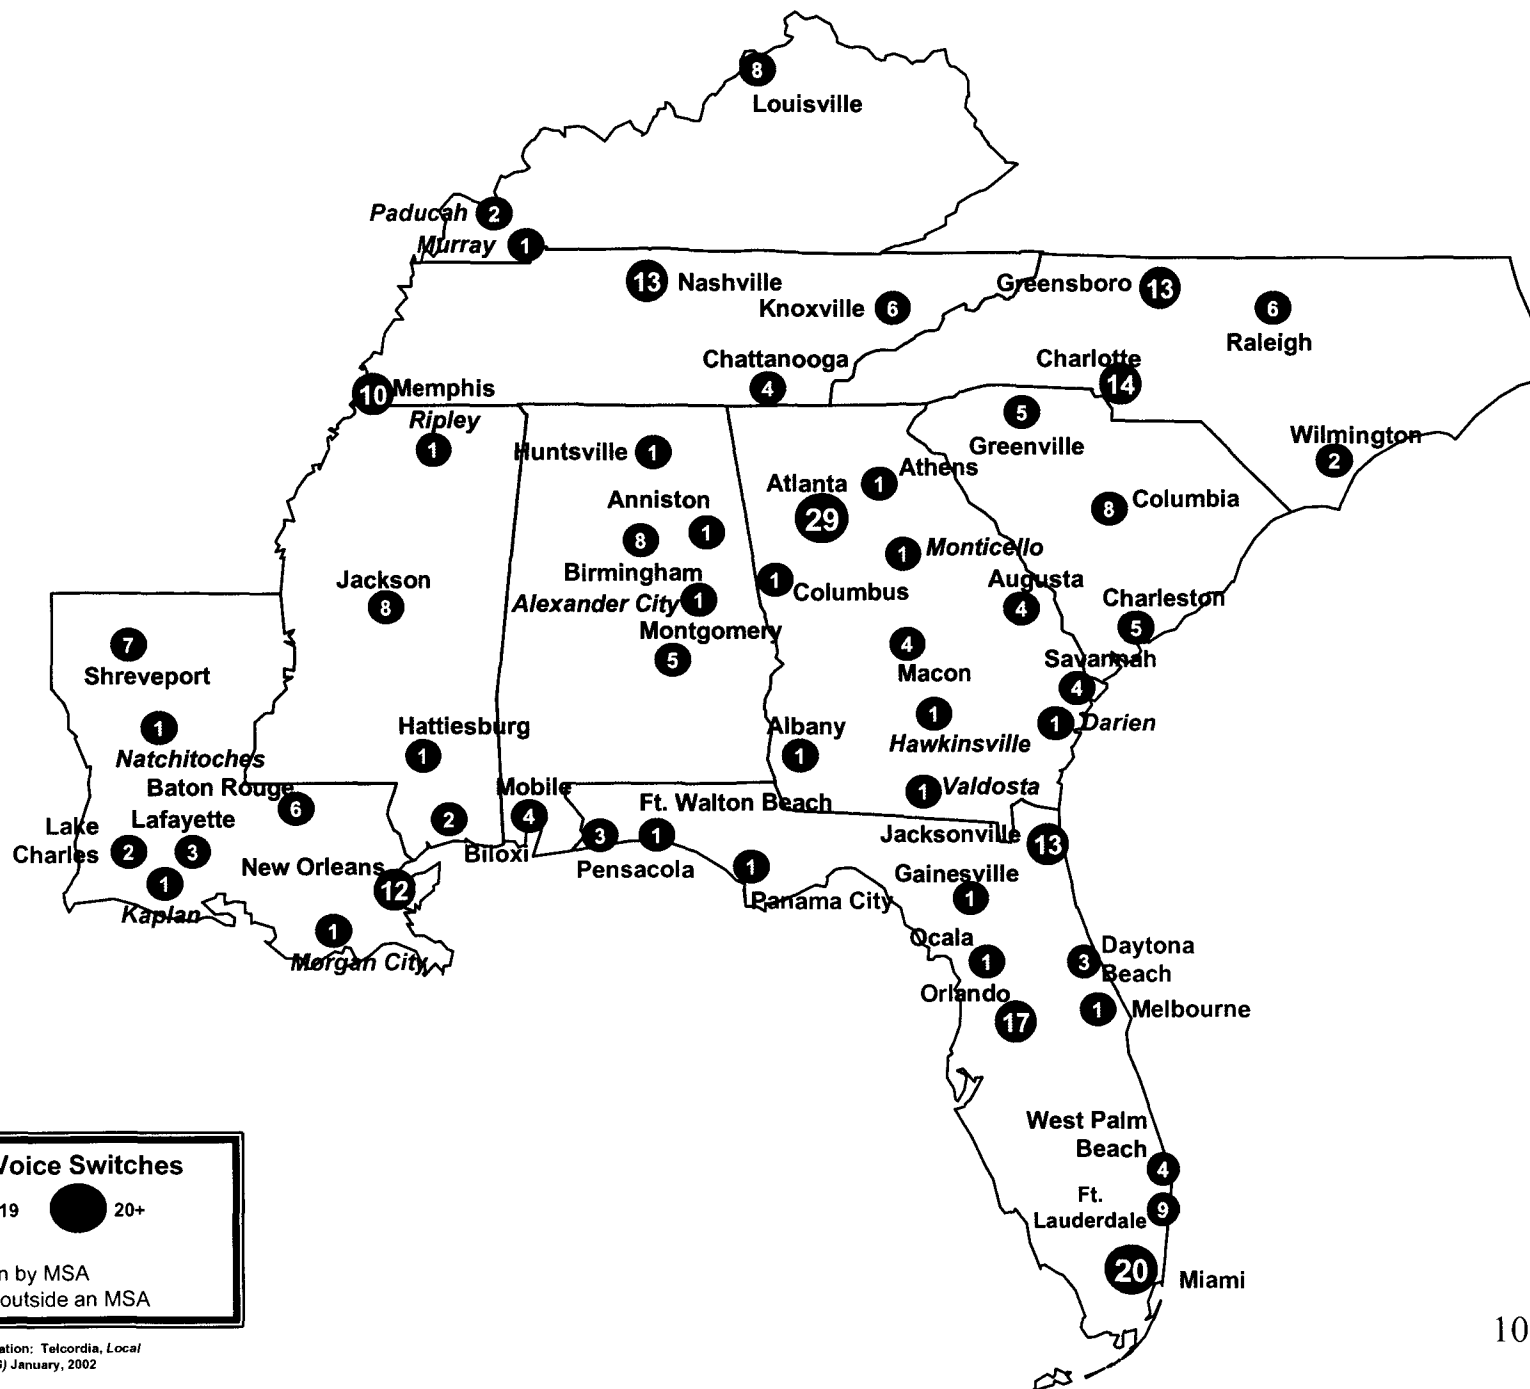 8
Louisville
Paducah 2
Murray 1
13 Nashville
Greensboro 13
Knoxville 6
6
Raleigh
Chattanooga
4
Charlotte
14
10 Memphis
Ripley
1
5
Greenville
Huntsville 1
Wilmington
2
Atlanta
29
Athens
1
Anniston
1
8
Birmingham
8 Columbia
1 Monticello
Jackson
8
1
Columbus
Augusta
4
Alexander City 1
Charleston
5
Montgomery
5
7
Shreveport
4
Macon
Savannah
4
1
Natchitoches
Hattiesburg
1
Albany
1
1
Hawkinsville
1 Darien
Baton Rouge
6
Mobile
4
1 Valdosta
Ft. Walton Beach
1
Lake
Charles 2
Lafayette
3
2
Biloxi
3
Pensacola
Jacksonville
13
1
Kaplan
New Orleans
12
1
Panama City
Gainesville
1
1
Morgan City
Ocala
1
3 Daytona
Beach
Orlando
17
1 Melbourne
West Palm
Beach
4
Ft.
Lauderdale 9
20 Miami
Voice Switches
19 20+
n by MSA
outside an MSA
ation: Telcordia, Local
) January, 2002
10